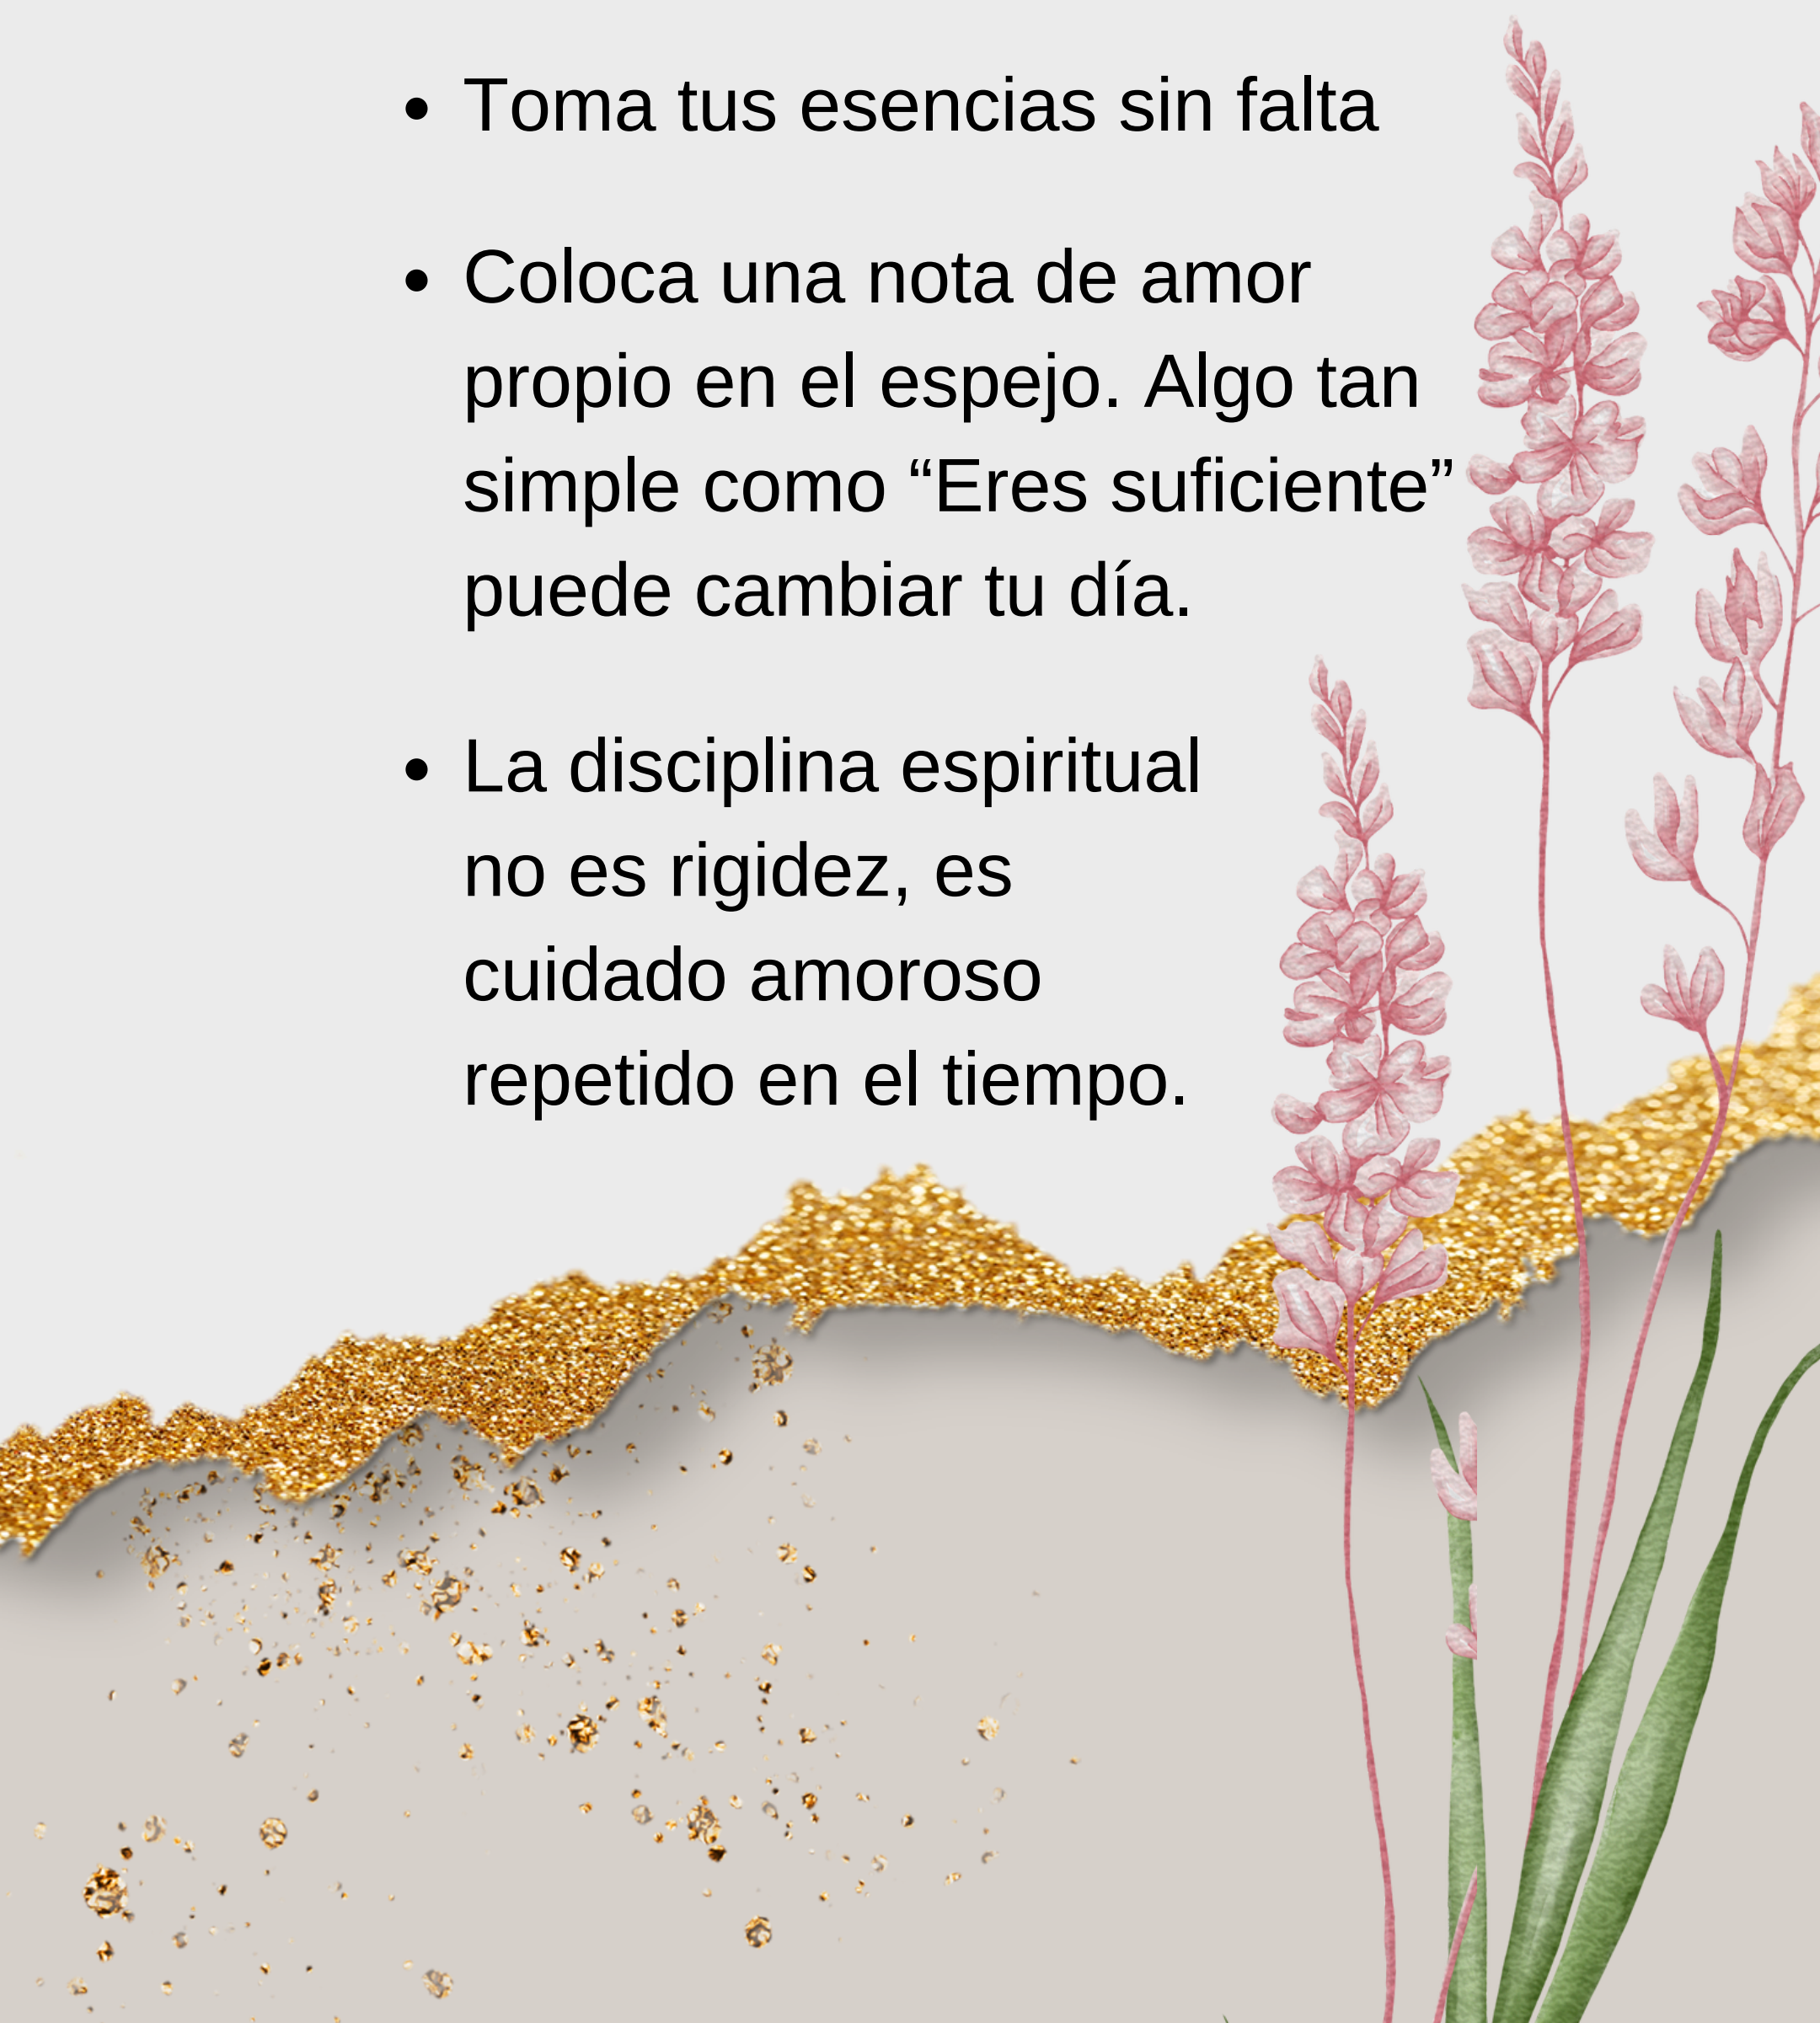 • Toma tus esencias sin falta
• Coloca una nota de amor
propio en el espejo. Algo tan
simple como “Eres suficiente”
puede cambiar tu día.
• La disciplina espiritual
no es rigidez, es
cuidado amoroso
repetido en el tiempo.